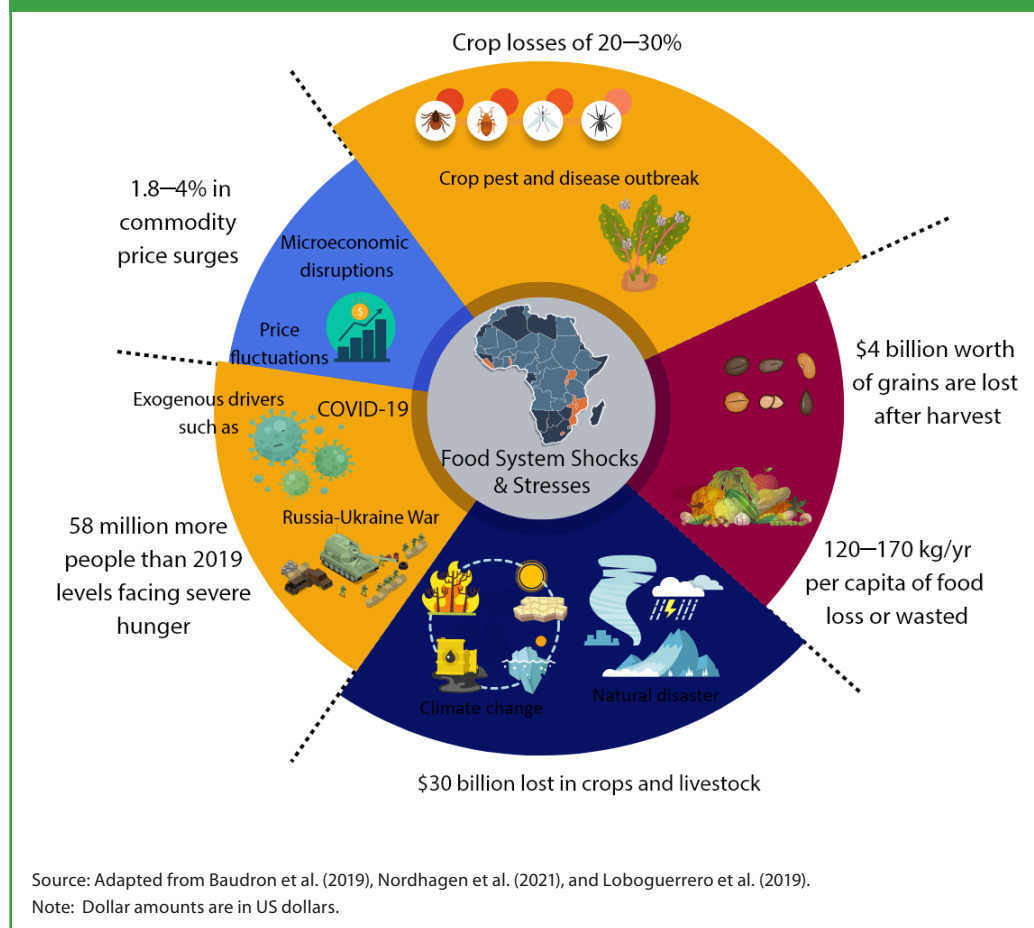 Crop losses of 20–30%
Crop pest and disease outbreak
1.8–4% in
commodity
price surges
Microeconomic
disruptions
Price
fluctuations
$4 billion worth
of grains are lost
after harvest
Exogenous drivers
such as
COVID-19
Food System Shocks
& Stresses
Russia-Ukraine War
58 million more
people than 2019
levels facing severe
hunger
120–170 kg/yr
per capita of food
loss or wasted
Climate change
Natural disaster
$30 billion lost in crops and livestock
Source: Adapted from Baudron et al. (2019), Nordhagen et al. (2021), and Loboguerrero et al. (2019).
Note: Dollar amounts are in US dollars.